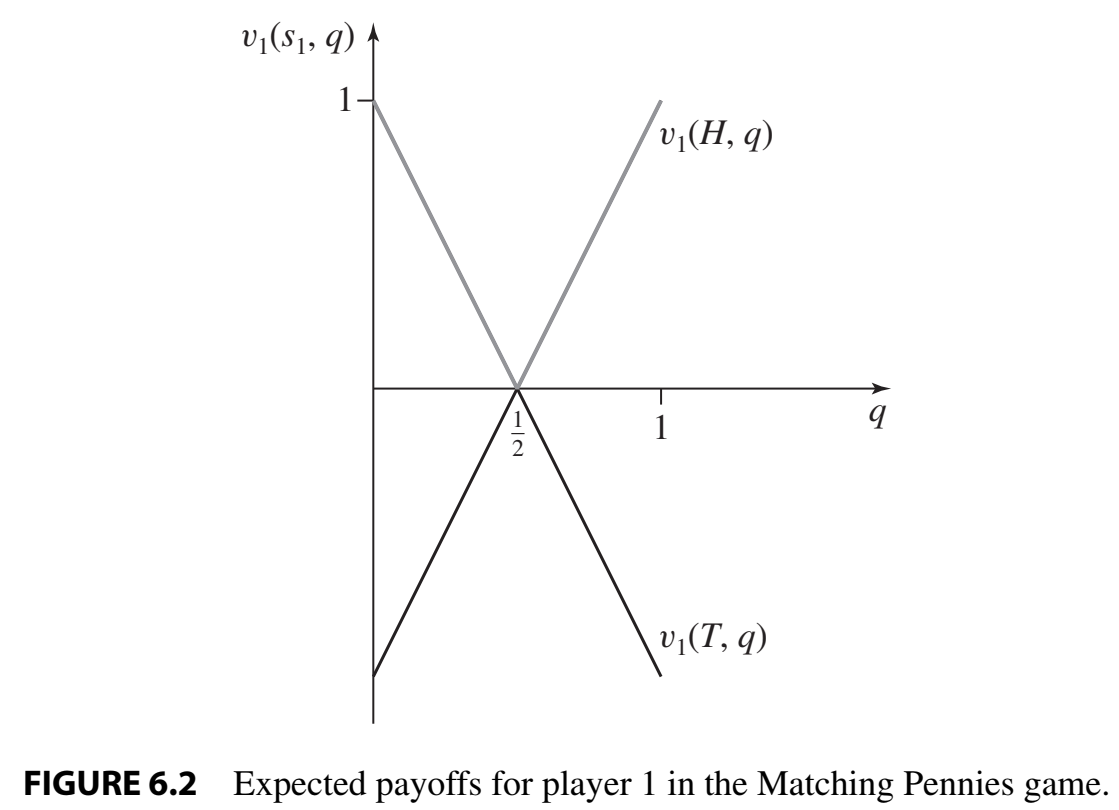 v₁(s₁, q)
1
v₁(H, q)
1/2
1
q
v₁(T, q)
FIGURE 6.2 Expected payoffs for player 1 in the Matching Pennies game.